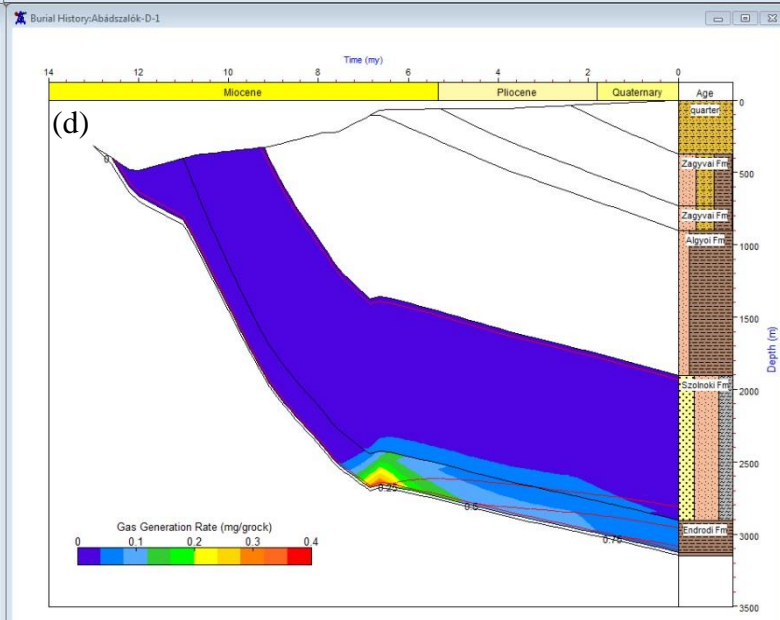 Burial History:Abádszalók-D-1
Time (my)
14 12 10 8 6 4 2 0
Miocene Pliocene Quaternary Age
(d)
0
quarter
0
Zagyvai Fm
500
Zagyvai Fm
Algyoi Fm
1000
1500
Depth (m)
Szolnoki Fm
2000
2500
0.25
0.5
Endrodi Fm
0.75
3000
3500
Gas Generation Rate (mg/grock)
0 0.1 0.2 0.3 0.4